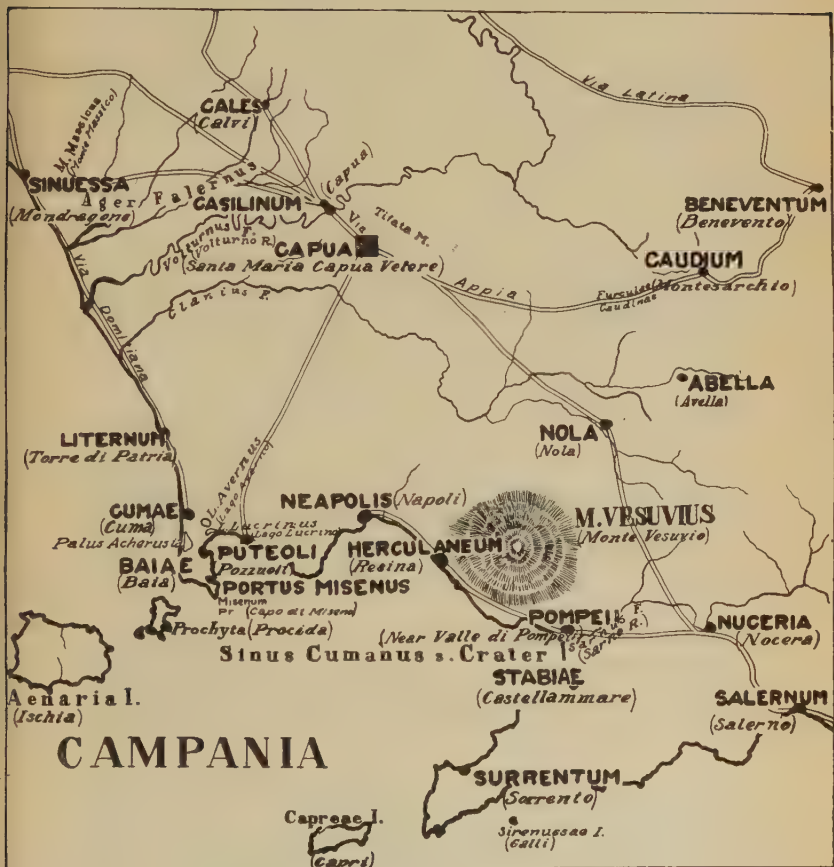 Via Latina
CALES
(Calvi)
M. Massicus
(Monte Massico)
SINUESSA
(Mondragone)
Ager Falernus
CASILINUM
(Capua)
BENEVENTUM
(Benevento)
Via
Tifata M.
Volturnus F.
(Volturno R.)
CAPUA
(Santa Maria Capua Vetere)
CAUDIUM
(Montesarchio)
Appia
Furculae
Caudinae
Via
Domitiana
Clanius F.
ABELLA
(Avella)
LITERNUM
(Torre di Patria)
NOLA
(Nola)
L. Avernus
(Lago Averno)
CUMAE
(Cuma)
Palus Acherusia
L. Lucrinus
Lago Lucrino
NEAPOLIS (Napoli)
M. VESUVIUS
(Monte Vesuvio)
BAIAE
(Baia)
PUTEOLI
(Pozzuoli)
HERCULANEUM
(Resina)
PORTUS MISENUS
Misenum
Pr (Capo di Miseno)
POMPEII
(Near Valle di Pompei)
Sarnus F.
(Sarno R.)
NUCERIA
(Nocera)
Prochyta (Procida)
Sinus Cumanus s. Crater
STABIAE
(Castellammare)
Aenaria I.
(Ischia)
SALERNUM
(Salerno)
CAMPANIA
SURRENTUM
(Sorrento)
Capreae I.
(Capri)
Sirenussae I.
(Galli)